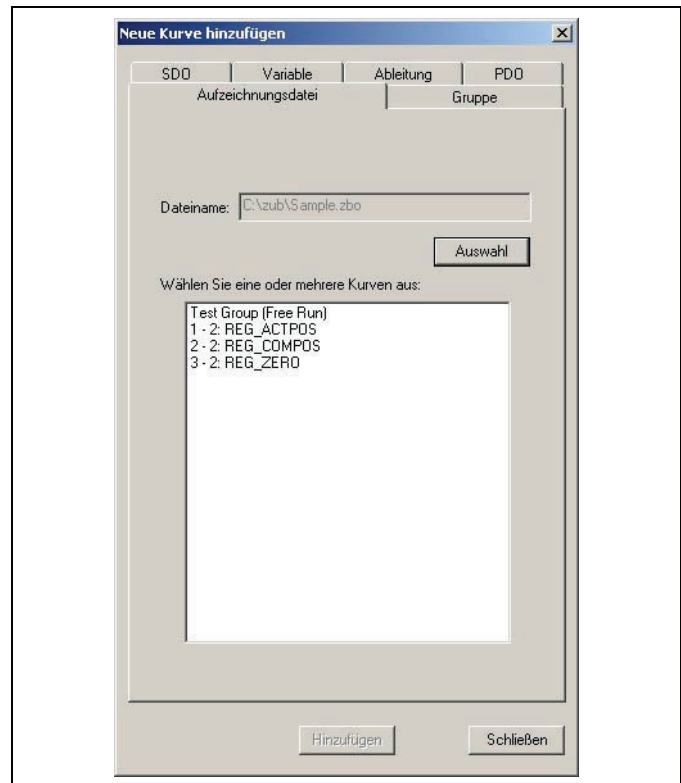 Neue Kurve hinzufügen
SDO Variable Ableitung PDO
Aufzeichnungsdatei Gruppe
Dateiname: C:\zub\Sample.zbo
Auswahl
Wählen Sie eine oder mehrere Kurven aus:
Test Group (Free Run)
1 - 2: REG_ACTPOS
2 - 2: REG_COMPOS
3 - 2: REG_ZERO
Hinzufügen Schließen